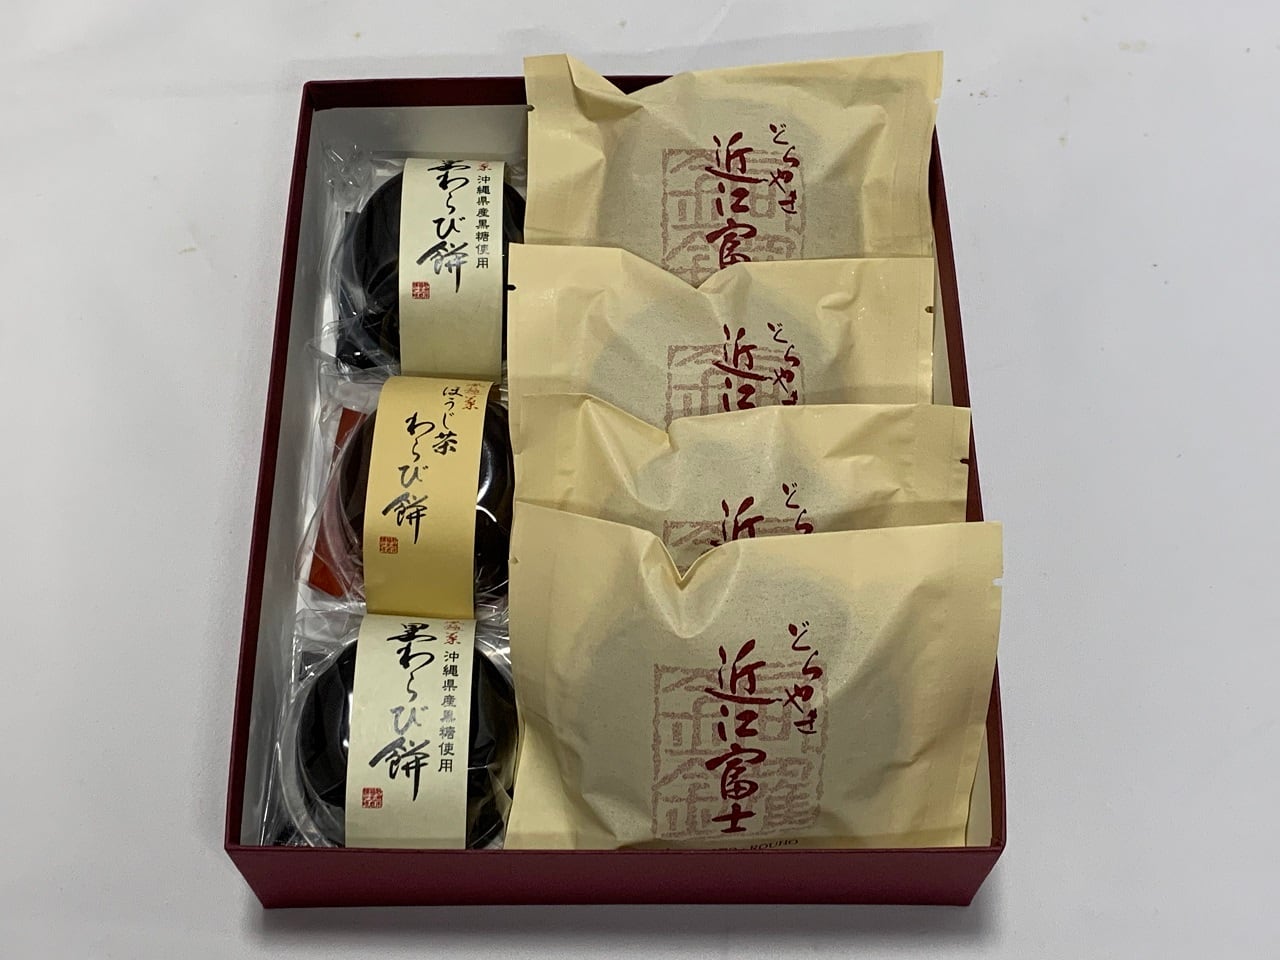 黒わらび餅
沖縄県産黒糖使用
ほうじ茶
わらび餅
黒わらび餅
沖縄県産黒糖使用
どらやき
近江富
どらやき
近江
どら
近
どらやき
近江富士